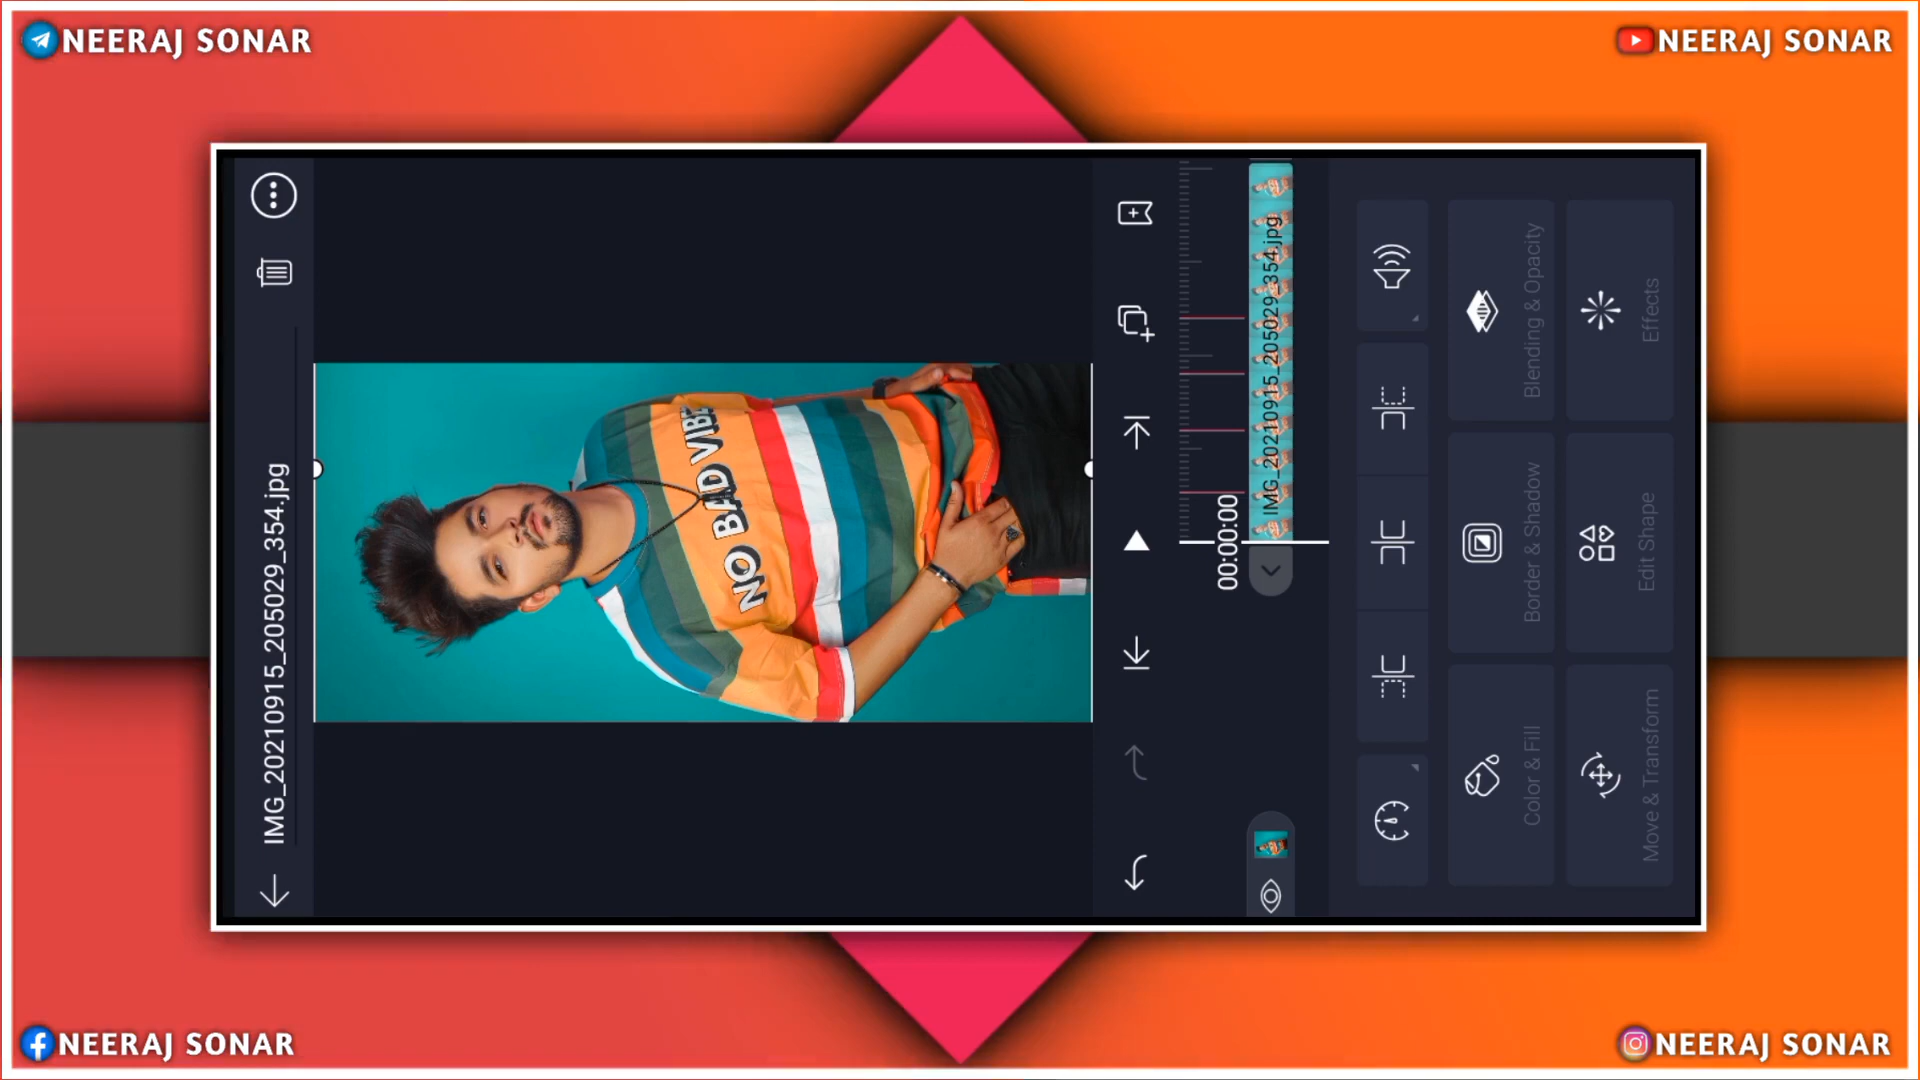 NEERAJ SONAR
NEERAJ SONAR
IMG_20210915_205029_354.jpg
NO BAD VIBE
00:00:00
IMG_20210915_205029_354.jpg
Blending & Opacity
Border & Shadow
Color & Fill
Effects
Edit Shape
Move & Transform
NEERAJ SONAR
NEERAJ SONAR